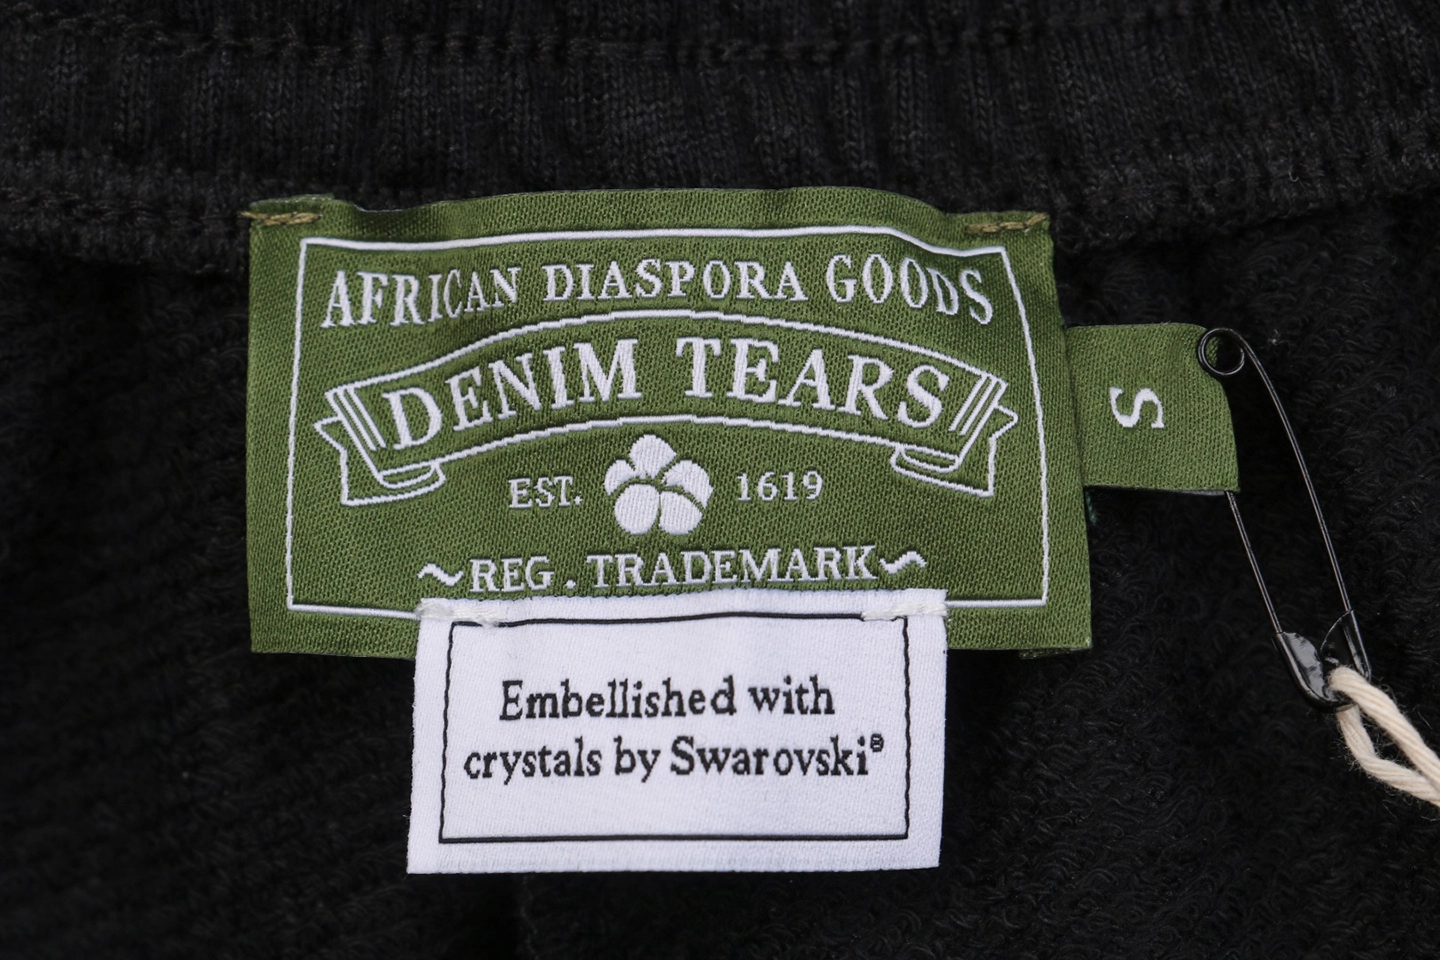 AFRICAN DIASPORA GOODS
DENIM TEARS
EST. 1619
~REG. TRADEMARK~
S
Embellished with
crystals by Swarovski®